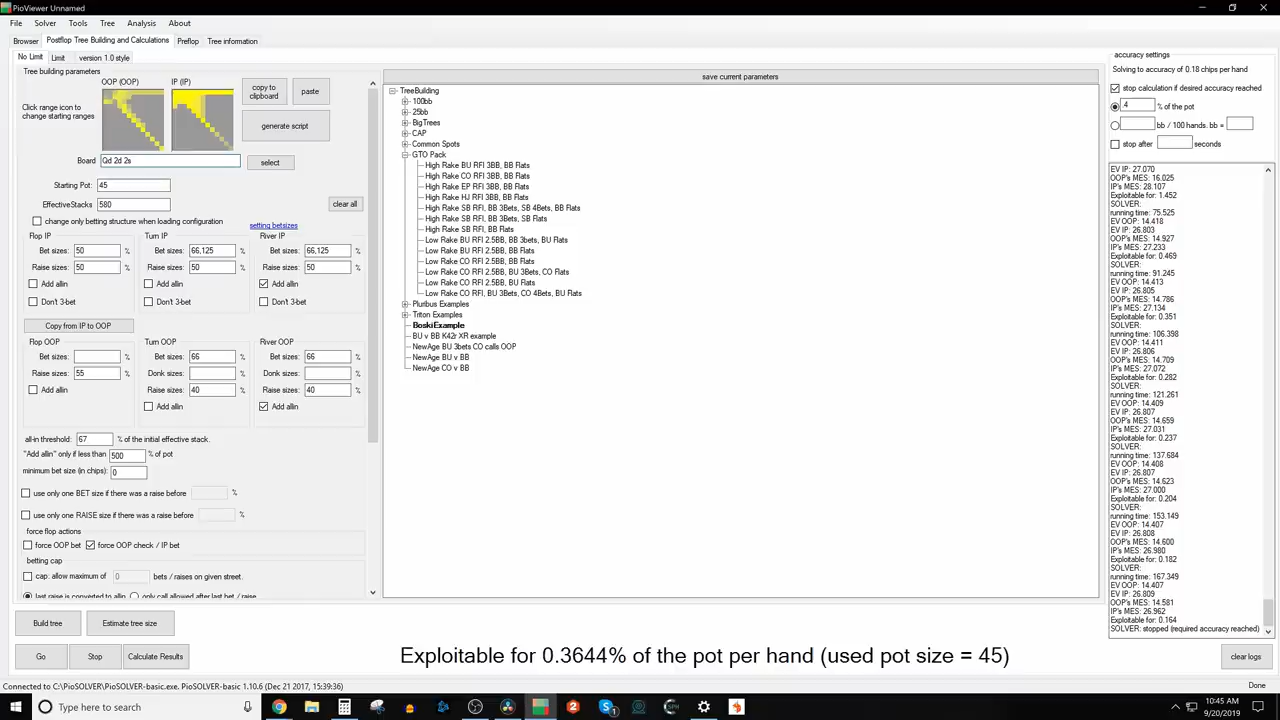 PioViewer Unnamed
File Solver Tools Tree Analysis About
Browser Postflop Tree Building and Calculations Preflop Tree information
No Limit Limit version 1.0 style
Tree building parameters
OOP (OOP) IP (IP)
Click range icon to
change starting ranges
copy to
clipboard
paste
generate script
Board Qd 2d 2s select
Starting Pot: 45
EffectiveStacks 580 clear all
change only betting structure when loading configuration
setting betsizes
Flop IP Turn IP River IP
Bet sizes: 50 % Bet sizes: 66,125 % Bet sizes: 66,125 %
Raise sizes: 50 % Raise sizes: 50 % Raise sizes: 50 %
Add allin Add allin Add allin
Don't 3-bet Don't 3-bet Don't 3-bet
Copy from IP to OOP
Flop OOP Turn OOP River OOP
Bet sizes: % Bet sizes: 66 % Bet sizes: 66 %
Raise sizes: 55 % Donk sizes: % Donk sizes: %
Add allin Raise sizes: 40 % Raise sizes: 40 %
Add allin Add allin
all-in threshold: 67 % of the initial effective stack.
"Add allin" only if less than 500 % of pot
minimum bet size (in chips): 0
use only one BET size if there was a raise before %
use only one RAISE size if there was a raise before %
force flop actions
force OOP bet force OOP check / IP bet
betting cap
cap: allow maximum of 0 bets / raises on given street.
last raise is converted to allin only call allowed after last bet / raise
Build tree Estimate tree size
Go Stop Calculate Results
save current parameters
TreeBuilding
100bb
25bb
BigTrees
CAP
Common Spots
GTO Pack
High Rake BU RFI 3BB, BB Flats
High Rake CO RFI 3BB, BB Flats
High Rake EP RFI 3BB, BB Flats
High Rake HJ RFI 3BB, BB Flats
High Rake SB RFI, BB 3Bets, SB 4Bets, BB Flats
High Rake SB RFI, BB 3Bets, SB Flats
High Rake SB RFI, BB Flats
Low Rake BU RFI 2.5BB, BB 3bets, BU Flats
Low Rake BU RFI 2.5BB, BB Flats
Low Rake CO RFI 2.5BB, BB Flats
Low Rake CO RFI 2.5BB, BU 3Bets, CO Flats
Low Rake CO RFI 2.5BB, BU Flats
Low Rake CO RFI, BU 3Bets, CO 4Bets, BU Flats
Pluribus Examples
Triton Examples
BoskiExample
BU v BB K42r XR example
NewAge BU 3bets CO calls OOP
NewAge BU v BB
NewAge CO v BB
Exploitable for 0.3644% of the pot per hand (used pot size = 45)
accuracy settings
Solving to accuracy of 0.18 chips per hand
stop calculation if desired accuracy reached
.4 % of the pot
bb / 100 hands. bb =
stop after seconds
EV IP: 27.070
OOP's MES: 16.025
IP's MES: 28.107
Exploitable for: 1.452
SOLVER:
running time: 75.525
EV OOP: 14.418
EV IP: 26.803
OOP's MES: 14.927
IP's MES: 27.233
Exploitable for: 0.469
SOLVER:
running time: 91.245
EV OOP: 14.413
EV IP: 26.805
OOP's MES: 14.786
IP's MES: 27.134
Exploitable for: 0.351
SOLVER:
running time: 106.398
EV OOP: 14.411
EV IP: 26.806
OOP's MES: 14.709
IP's MES: 27.072
Exploitable for: 0.282
SOLVER:
running time: 121.261
EV OOP: 14.409
EV IP: 26.807
OOP's MES: 14.659
IP's MES: 27.031
Exploitable for: 0.237
SOLVER:
running time: 137.684
EV OOP: 14.408
EV IP: 26.807
OOP's MES: 14.623
IP's MES: 27.000
Exploitable for: 0.204
SOLVER:
running time: 153.149
EV OOP: 14.407
EV IP: 26.808
OOP's MES: 14.600
IP's MES: 26.980
Exploitable for: 0.182
SOLVER:
running time: 167.349
EV OOP: 14.407
EV IP: 26.809
OOP's MES: 14.581
IP's MES: 26.962
Exploitable for: 0.164
SOLVER: stopped (required accuracy reached)
clear logs
Connected to C:\PioSOLVER\PioSOLVER-basic.exe. PioSOLVER-basic 1.10.6 (Dec 21 2017, 15:39:36) Done
Type here to search
10:45 AM
9/20/2019